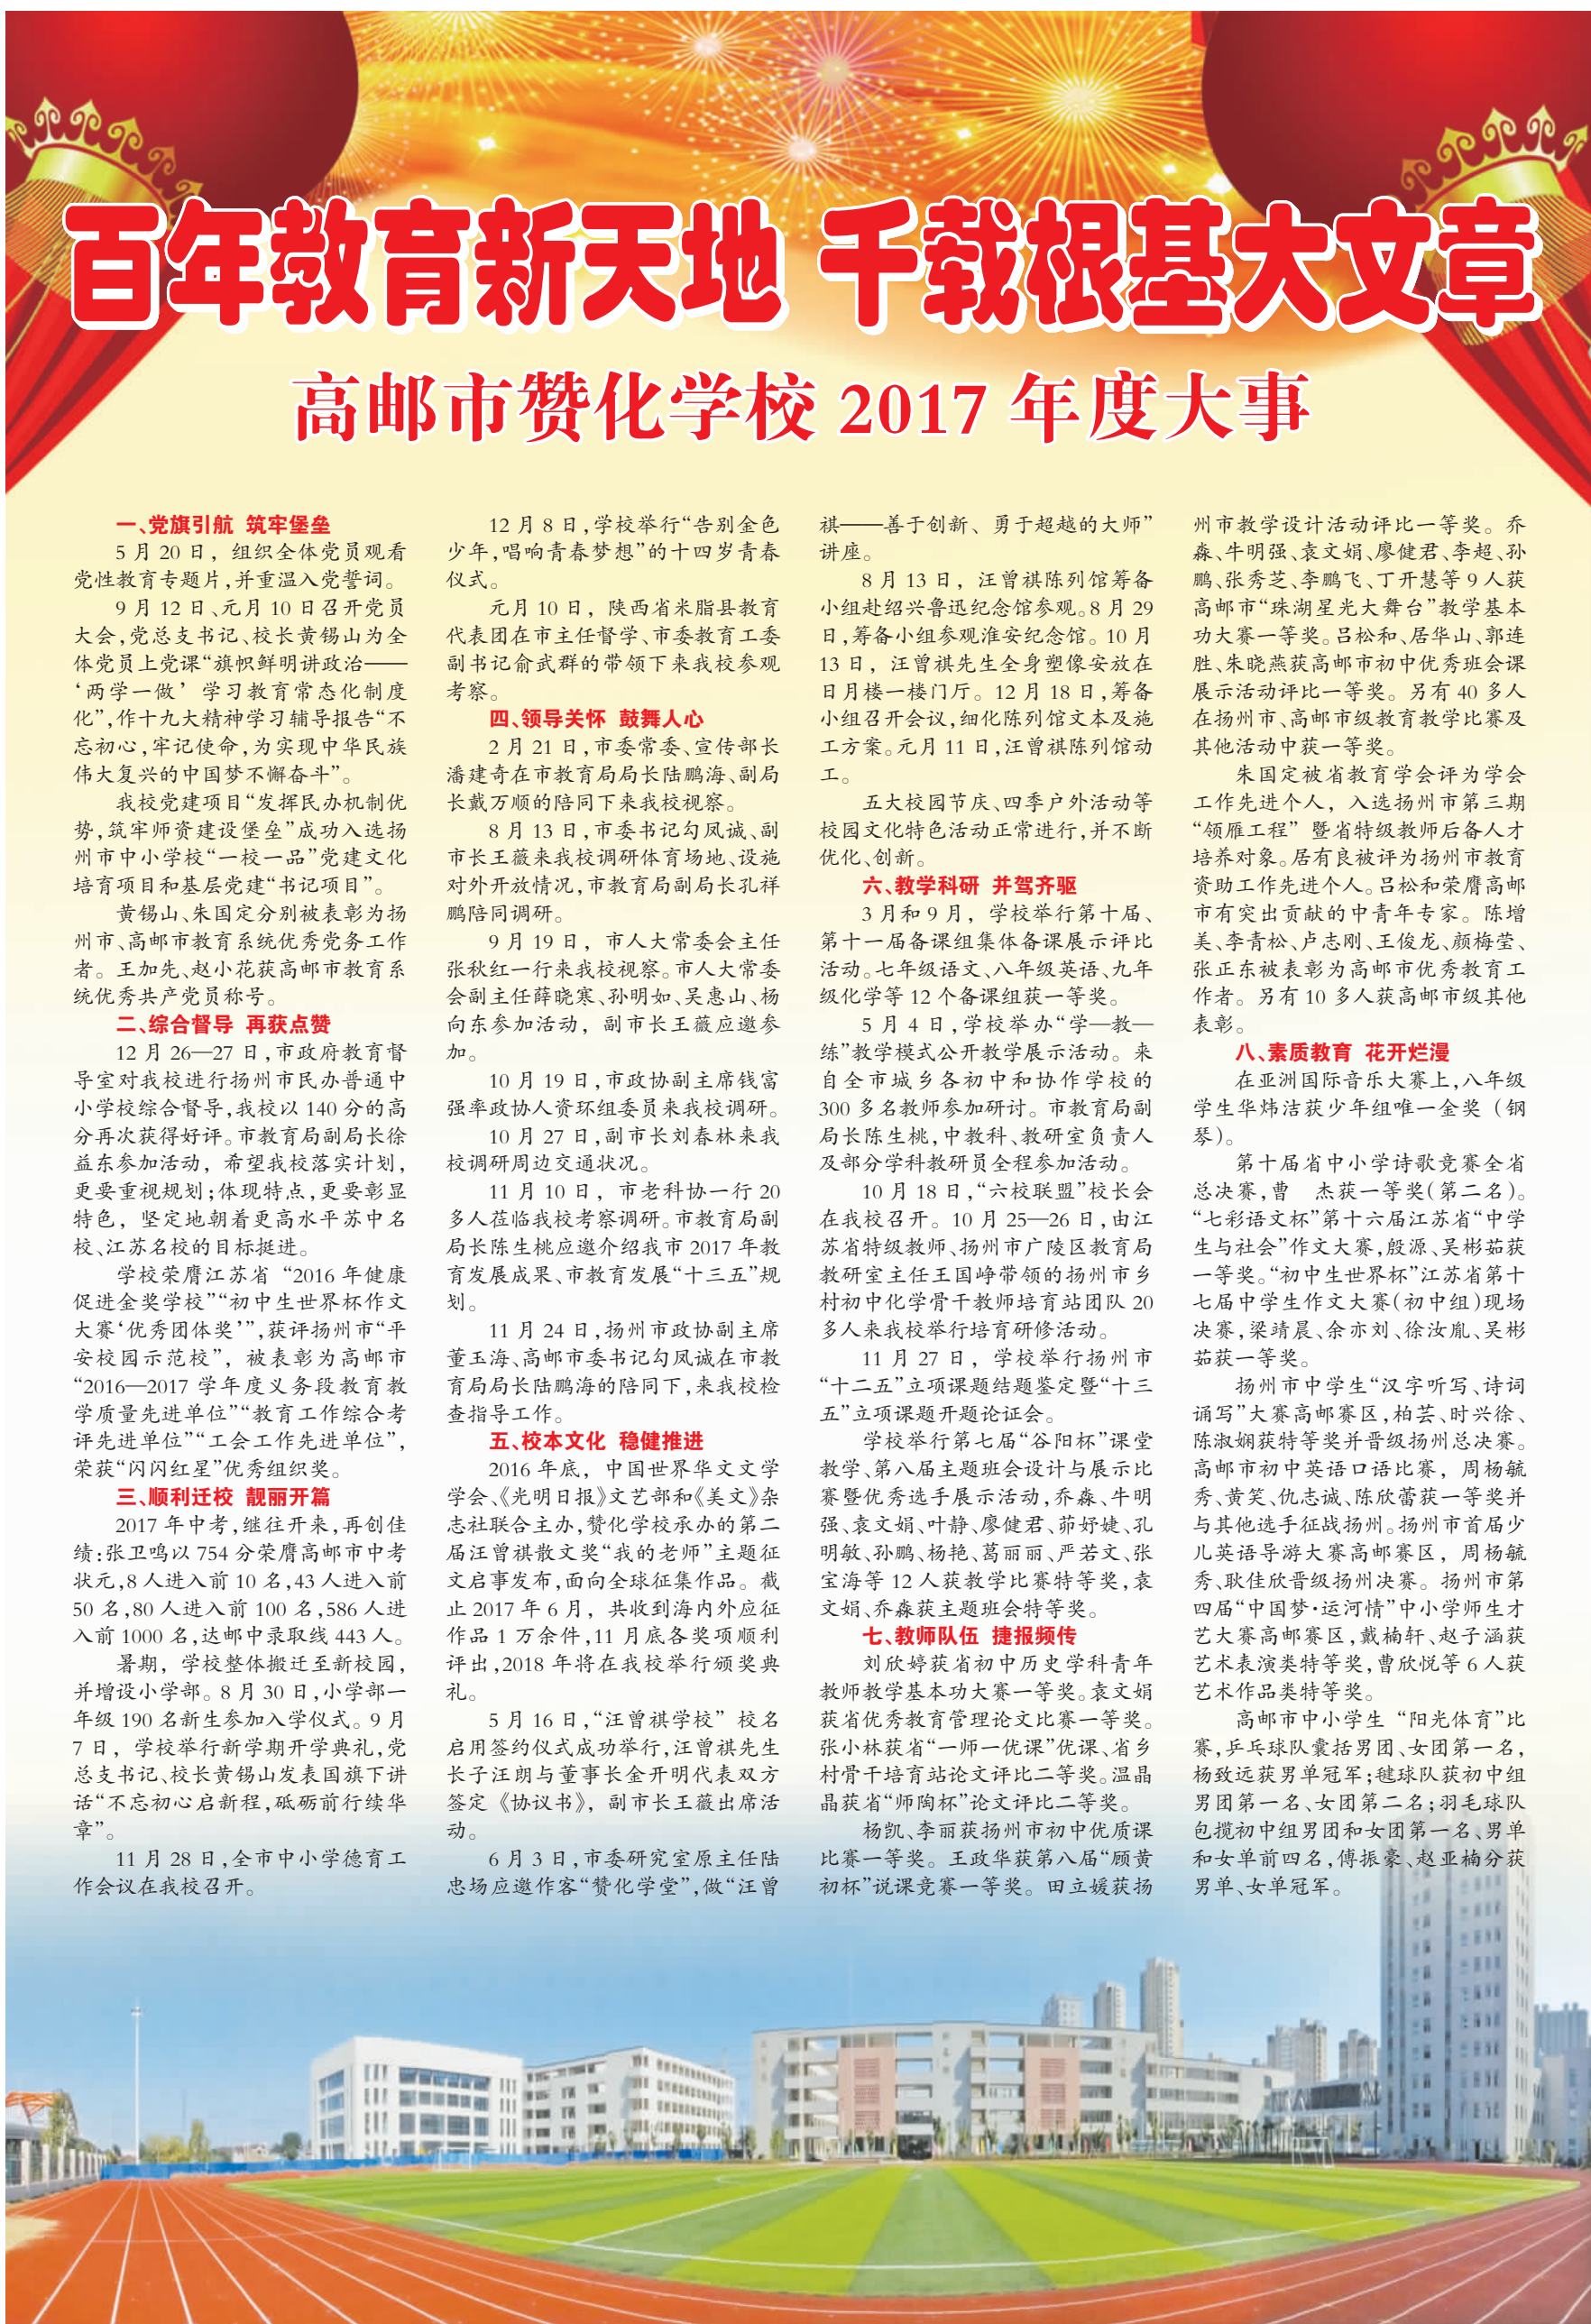 百年教育新天地 千载根基大文章
高邮市赞化学校 2017 年度大事
一、党旗引航 筑牢堡垒
5 月 20 日，组织全体党员观看
党性教育专题片，并重温入党誓词。
9 月 12 日、元月 10 日召开党员
大会，党总支书记、校长黄锡山为全
体党员上党课“旗帜鲜明讲政治——
‘两学一做’学习教育常态化制度
化”，作十九大精神学习辅导报告“不
忘初心，牢记使命，为实现中华民族
伟大复兴的中国梦不懈奋斗”。
我校党建项目“发挥民办机制优
势，筑牢师资建设堡垒”成功入选扬
州市中小学校“一校一品”党建文化
培育项目和基层党建“书记项目”。
黄锡山、朱国定分别被表彰为扬
州市、高邮市教育系统优秀党务工作
者。王加先、赵小花获高邮市教育系
统优秀共产党员称号。
二、综合督导 再获点赞
12 月 26—27 日，市政府教育督
导室对我校进行扬州市民办普通中
小学校综合督导，我校以 140 分的高
分再次获得好评。市教育局副局长徐
益东参加活动，希望我校落实计划，
更要重视规划；体现特点，更要彰显
特色，坚定地朝着更高水平苏中名
校、江苏名校的目标挺进。
学校荣膺江苏省“2016 年健康
促进金奖学校”“初中生世界杯作文
大赛‘优秀团体奖’”，获评扬州市“平
安校园示范校”，被表彰为高邮市
“2016—2017 学年度义务段教育教
学质量先进单位”“教育工作综合考
评先进单位”“工会工作先进单位”，
荣获“闪闪红星”优秀组织奖。
三、顺利迁校 靓丽开篇
2017 年中考，继往开来，再创佳
绩：张卫鸣以 754 分荣膺高邮市中考
状元，8 人进入前 10 名，43 人进入前
50 名，80 人进入前 100 名，586 人进
入前 1000 名，达邮中录取线 443 人。
暑期，学校整体搬迁至新校园，
并增设小学部。8 月 30 日，小学部一
年级 190 名新生参加入学仪式。9 月
7 日，学校举行新学期开学典礼，党
总支书记、校长黄锡山发表国旗下讲
话“不忘初心启新程，砥砺前行续华
章”。
11 月 28 日，全市中小学德育工
作会议在我校召开。
12 月 8 日，学校举行“告别金色
少年，唱响青春梦想”的十四岁青春
仪式。
元月 10 日，陕西省米脂县教育
代表团在市主任督学、市委教育工委
副书记俞武群的带领下来我校参观
考察。
四、领导关怀 鼓舞人心
2 月 21 日，市委常委、宣传部长
潘建奇在市教育局局长陆鹏海、副局
长戴万顺的陪同下来我校视察。
8 月 13 日，市委书记勾凤诚、副
市长王薇来我校调研体育场地、设施
对外开放情况，市教育局副局长孔祥
鹏陪同调研。
9 月 19 日，市人大常委会主任
张秋红一行来我校视察。市人大常委
会副主任薛晓寒、孙明如、吴惠山、杨
向东参加活动，副市长王薇应邀参
加。
10 月 19 日，市政协副主席钱富
强率政协人资环组委员来我校调研。
10 月 27 日，副市长刘春林来我
校调研周边交通状况。
11 月 10 日，市老科协一行 20
多人莅临我校考察调研。市教育局副
局长陈生桃应邀介绍我市 2017 年教
育发展成果、市教育发展“十三五”规
划。
11 月 24 日，扬州市政协副主席
董玉海、高邮市委书记勾凤诚在市教
育局局长陆鹏海的陪同下，来我校检
查指导工作。
五、校本文化 稳健推进
2016 年底，中国世界华文文学
学会、《光明日报》文艺部和《美文》杂
志社联合主办，赞化学校承办的第二
届汪曾祺散文奖“我的老师”主题征
文启事发布，面向全球征集作品。截
止 2017 年 6 月，共收到海内外应征
作品 1 万余件，11 月底各奖项顺利
评出，2018 年将在我校举行颁奖典
礼。
5 月 16 日，“汪曾祺学校”校名
启用签约仪式成功举行，汪曾祺先生
长子汪朗与董事长金开明代表双方
签定《协议书》，副市长王薇出席活
动。
6 月 3 日，市委研究室原主任陆
忠场应邀作客“赞化学堂”，做“汪曾
祺——善于创新、勇于超越的大师”
讲座。
8 月 13 日，汪曾祺陈列馆筹备
小组赴绍兴鲁迅纪念馆参观。8 月 29
日，筹备小组参观淮安纪念馆。10 月
13 日，汪曾祺先生全身塑像安放在
日月楼一楼门厅。12 月 18 日，筹备
小组召开会议，细化陈列馆文本及施
工方案。元月 11 日，汪曾祺陈列馆动
工。
五大校园节庆、四季户外活动等
校园文化特色活动正常进行，并不断
优化、创新。
六、教学科研 并驾齐驱
3 月和 9 月，学校举行第十届、
第十一届备课组集体备课展示评比
活动。七年级语文、八年级英语、九年
级化学等 12 个备课组获一等奖。
5 月 4 日，学校举办“学—教—
练”教学模式公开教学展示活动。来
自全市城乡各初中和协作学校的
300 多名教师参加研讨。市教育局副
局长陈生桃，中教科、教研室负责人
及部分学科教研员全程参加活动。
10 月 18 日，“六校联盟”校长会
在我校召开。10 月 25—26 日，由江
苏省特级教师、扬州市广陵区教育局
教研室主任王国峥带领的扬州市乡
村初中化学骨干教师培育站团队 20
多人来我校举行培育研修活动。
11 月 27 日，学校举行扬州市
“十二五”立项课题结题鉴定暨“十三
五”立项课题开题论证会。
学校举行第七届“谷阳杯”课堂
教学、第八届主题班会设计与展示比
赛暨优秀选手展示活动，乔淼、牛明
强、袁文娟、叶静、廖健君、茆妤婕、孔
明敏、孙鹏、杨艳、葛丽丽、严若文、张
宝海等 12 人获教学比赛特等奖，袁
文娟、乔淼获主题班会特等奖。
七、教师队伍 捷报频传
刘欣婷获省初中历史学科青年
教师教学基本功大赛一等奖。袁文娟
获省优秀教育管理论文比赛一等奖。
张小林获省“一师一优课”优课、省乡
村骨干培育站论文评比二等奖。温晶
晶获省“师陶杯”论文评比二等奖。
杨凯、李丽获扬州市初中优质课
比赛一等奖。王政华获第八届“顾黄
初杯”说课竞赛一等奖。田立媛获扬
州市教学设计活动评比一等奖。乔
淼、牛明强、袁文娟、廖健君、李超、孙
鹏、张秀芝、李鹏飞、丁开慧等 9 人获
高邮市“珠湖星光大舞台”教学基本
功大赛一等奖。吕松和、居华山、郭连
胜、朱晓燕获高邮市初中优秀班会课
展示活动评比一等奖。另有 40 多人
在扬州市、高邮市级教育教学比赛及
其他活动中获一等奖。
朱国定被省教育学会评为学会
工作先进个人，入选扬州市第三期
“领雁工程”暨省特级教师后备人才
培养对象。居有良被评为扬州市教育
资助工作先进个人。吕松和荣膺高邮
市有突出贡献的中青年专家。陈增
美、李青松、卢志刚、王俊龙、颜梅莹、
张正东被表彰为高邮市优秀教育工
作者。另有 10 多人获高邮市级其他
表彰。
八、素质教育 花开烂漫
在亚洲国际音乐大赛上，八年级
学生华炜洁获少年组唯一金奖（钢
琴）。
第十届省中小学诗歌竞赛全省
总决赛，曹 杰获一等奖（第二名）。
“七彩语文杯”第十六届江苏省“中学
生与社会”作文大赛，殷源、吴彬茹获
一等奖。“初中生世界杯”江苏省第十
七届中学生作文大赛（初中组）现场
决赛，梁靖晨、余亦刘、徐汝胤、吴彬
茹获一等奖。
扬州市中学生“汉字听写、诗词
诵写”大赛高邮赛区，柏芸、时兴徐、
陈淑娴获特等奖并晋级扬州总决赛。
高邮市初中英语口语比赛，周杨毓
秀、黄笑、仇志诚、陈欣蕾获一等奖并
与其他选手征战扬州。扬州市首届少
儿英语导游大赛高邮赛区，周杨毓
秀、耿佳欣晋级扬州决赛。扬州市第
四届“中国梦·运河情”中小学师生才
艺大赛高邮赛区，戴楠轩、赵子涵获
艺术表演类特等奖，曹欣悦等 6 人获
艺术作品类特等奖。
高邮市中小学生“阳光体育”比
赛，乒乓球队囊括男团、女团第一名，
杨致远获男单冠军；毽球队获初中组
男团第一名、女团第二名；羽毛球队
包揽初中组男团和女团第一名、男单
和女单前四名，傅振豪、赵亚楠分获
男单、女单冠军。